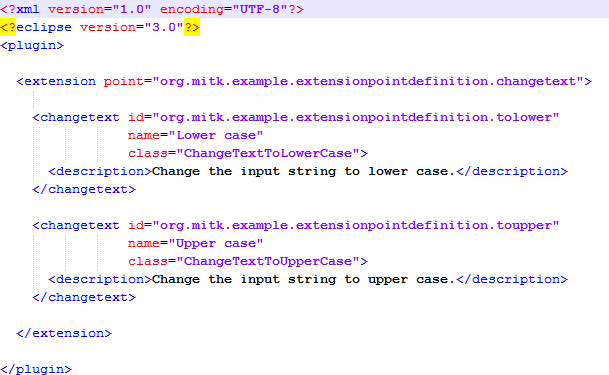 <?xml version="1.0" encoding="UTF-8"?>
<?eclipse version="3.0"?>
<plugin>
<extension point="org.mitk.example.extensionpointdefinition.changetext">
<changetext id="org.mitk.example.extensionpointdefinition.tolower"
name="Lower case"
class="ChangeTextToLowerCase">
<description>Change the input string to lower case.</description>
</changetext>
<changetext id="org.mitk.example.extensionpointdefinition.toupper"
name="Upper case"
class="ChangeTextToUpperCase">
<description>Change the input string to upper case.</description>
</changetext>
</extension>
</plugin>